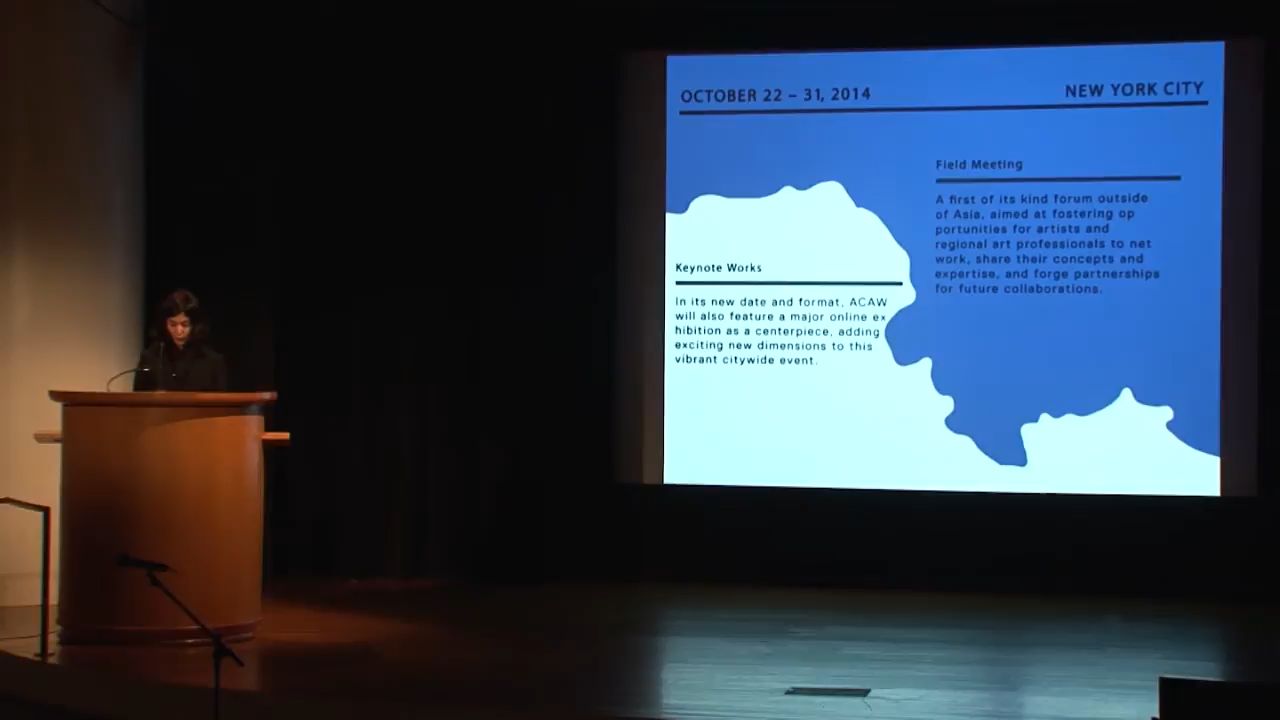 OCTOBER 22 – 31, 2014
NEW YORK CITY
Field Meeting
A first of its kind forum outside
of Asia, aimed at fostering op
portunities for artists and
regional art professionals to net
work, share their concepts and
expertise, and forge partnerships
for future collaborations.
Keynote Works
In its new date and format, ACAW
will also feature a major online ex
hibition as a centerpiece, adding
exciting new dimensions to this
vibrant citywide event.